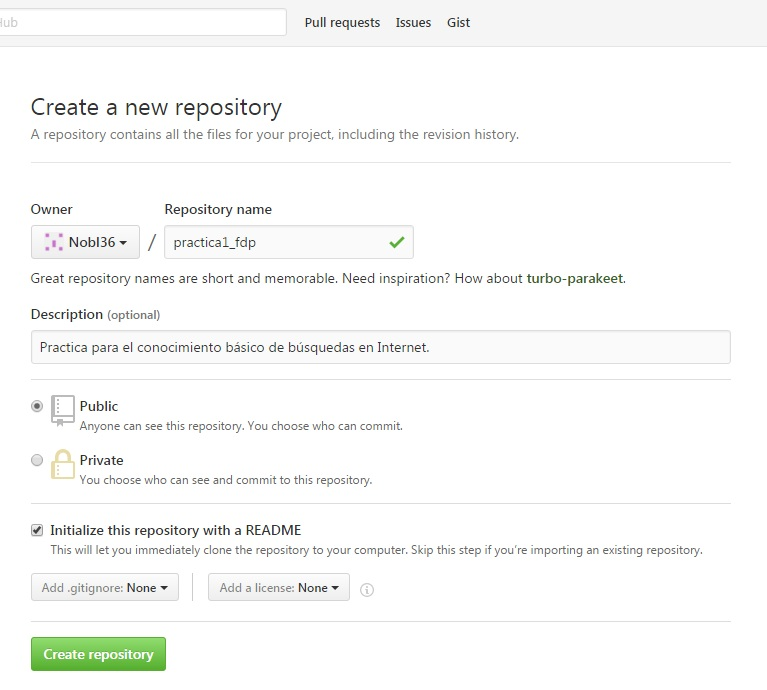 Hub Pull requests Issues Gist
Create a new repository
A repository contains all the files for your project, including the revision history.
Owner Repository name
Nobl36 / practica1_fdp
Great repository names are short and memorable. Need inspiration? How about turbo-parakeet.
Description (optional)
Practica para el conocimiento básico de búsquedas en Internet.
Public
Anyone can see this repository. You choose who can commit.
Private
You choose who can see and commit to this repository.
Initialize this repository with a README
This will let you immediately clone the repository to your computer. Skip this step if you're importing an existing repository.
Add .gitignore: None Add a license: None
Create repository